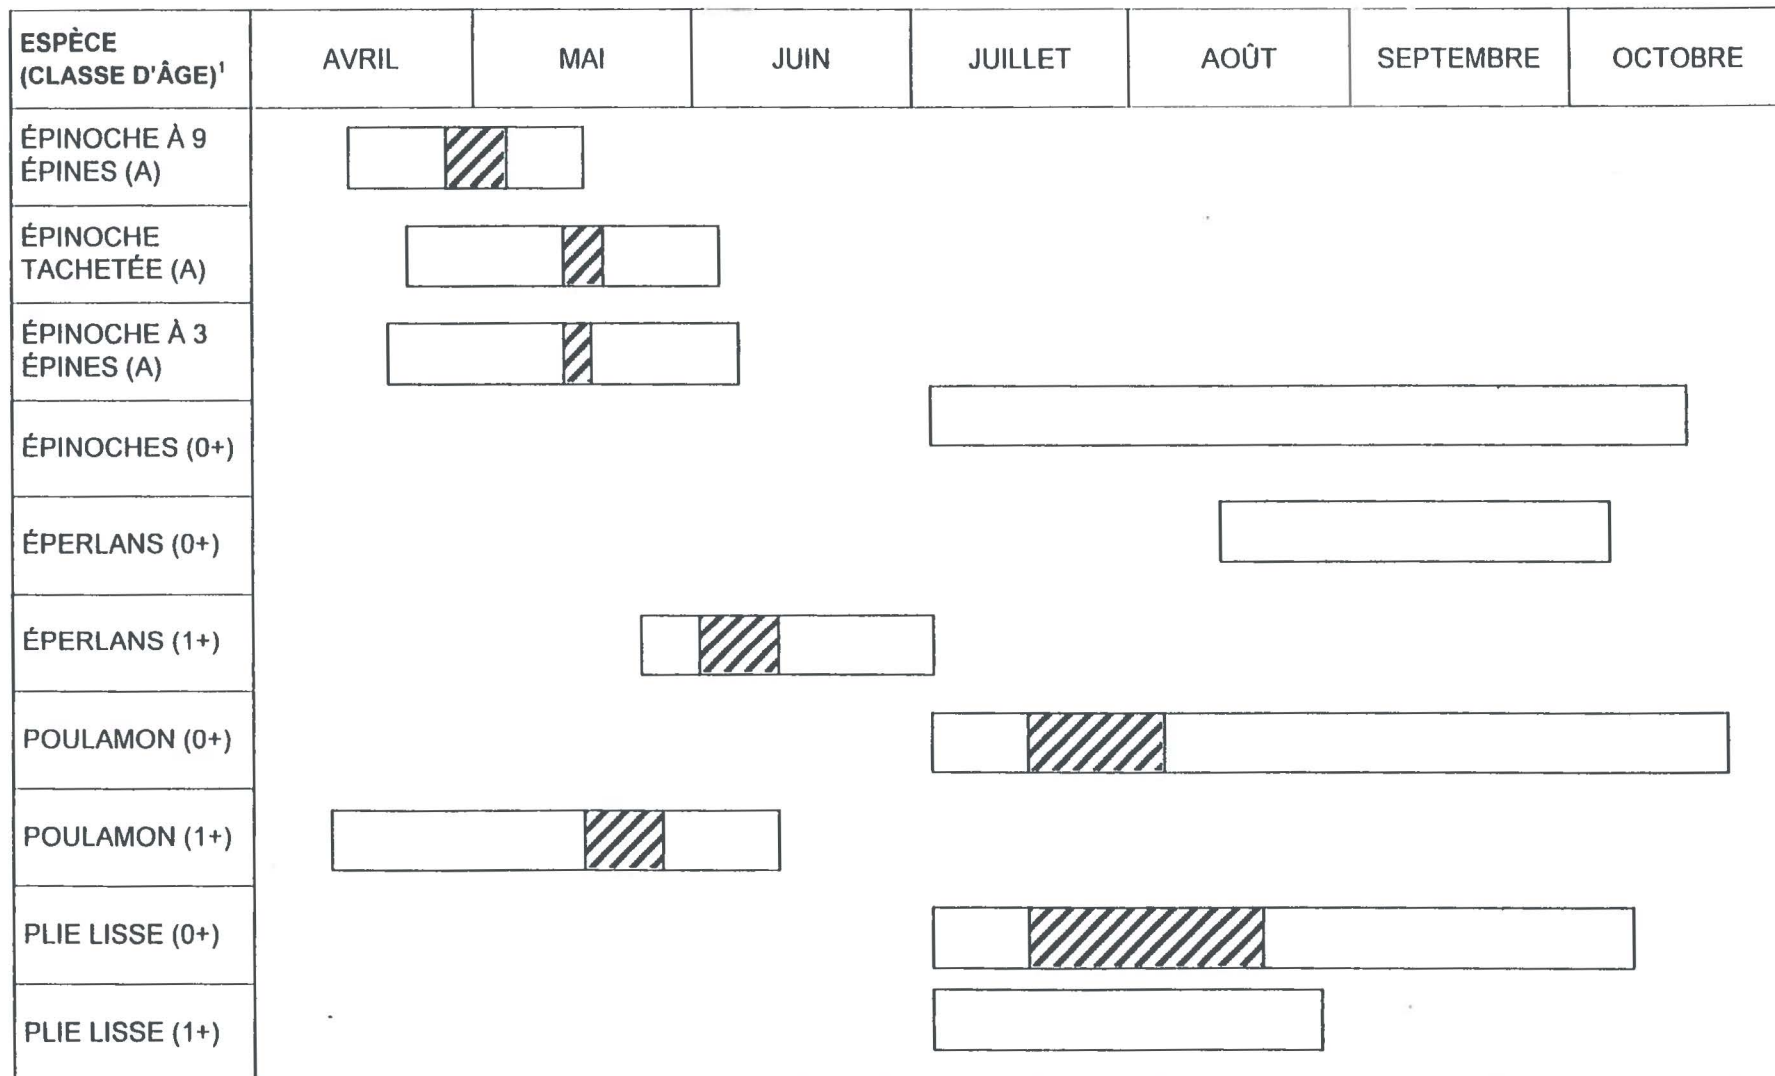 ESPÈCE
(CLASSE D'ÂGE)¹
AVRIL
MAI
JUIN
JUILLET
AOÛT
SEPTEMBRE
OCTOBRE
ÉPINOCHE À 9
ÉPINES (A)
ÉPINOCHE
TACHETÉE (A)
ÉPINOCHE À 3
ÉPINES (A)
ÉPINOCHES (0+)
ÉPERLANS (0+)
ÉPERLANS (1+)
POULAMON (0+)
POULAMON (1+)
PLIE LISSE (0+)
PLIE LISSE (1+)